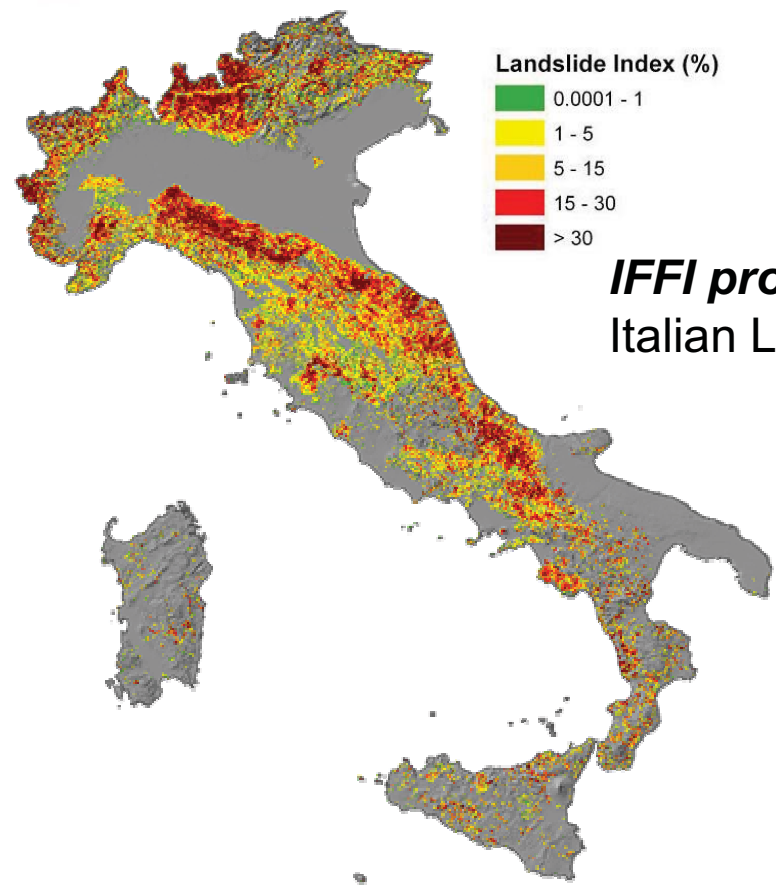 Landslide Index (%)
0.0001 - 1
1 - 5
5 - 15
15 - 30
> 30
IFFI pro
Italian L